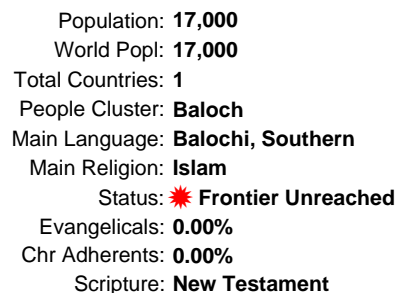 Population: 17,000
World Popl: 17,000
Total Countries: 1
People Cluster: Baloch
Main Language: Balochi, Southern
Main Religion: Islam
Status: Frontier Unreached
Evangelicals: 0.00%
Chr Adherents: 0.00%
Scripture: New Testament